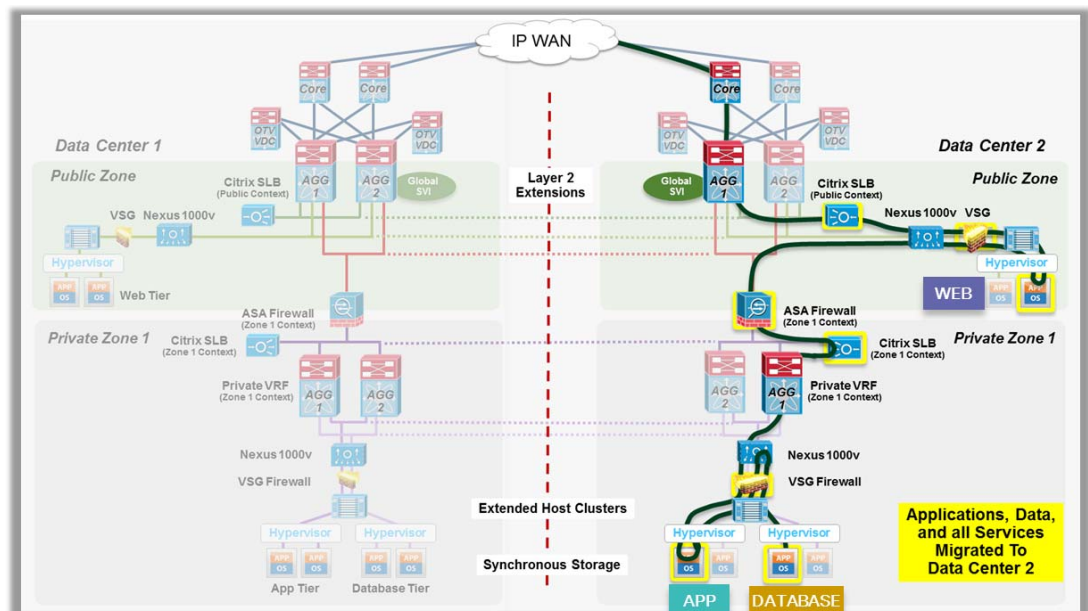 IP WAN
Core
Core
Core
Core
OTV
VDC
OTV
VDC
OTV
VDC
OTV
VDC
Data Center 1
Data Center 2
Public Zone
Public Zone
AGG
1
AGG
2
Global
SVI
Citrix SLB
(Public Context)
VSG
Nexus 1000v
Hypervisor
APP
OS
APP
OS
Web Tier
Layer 2
Extensions
Global
SVI
AGG
1
AGG
2
Citrix SLB
(Public Context)
Nexus 1000v
VSG
Hypervisor
WEB
APP
OS
APP
OS
ASA Firewall
(Zone 1 Context)
Private Zone 1
Citrix SLB
(Zone 1 Context)
Private VRF
(Zone 1 Context)
AGG
1
AGG
2
Nexus 1000v
VSG Firewall
Hypervisor
Hypervisor
APP
OS
APP
OS
APP
OS
APP
OS
App Tier
Database Tier
Extended Host Clusters
Synchronous Storage
ASA Firewall
(Zone 1 Context)
Private Zone 1
Citrix SLB
(Zone 1 Context)
AGG
2
AGG
1
Private VRF
(Zone 1 Context)
Nexus 1000v
VSG Firewall
Hypervisor
Hypervisor
APP
OS
APP
OS
APP
OS
APP
OS
APP
DATABASE
Applications, Data,
and all Services
Migrated To
Data Center 2